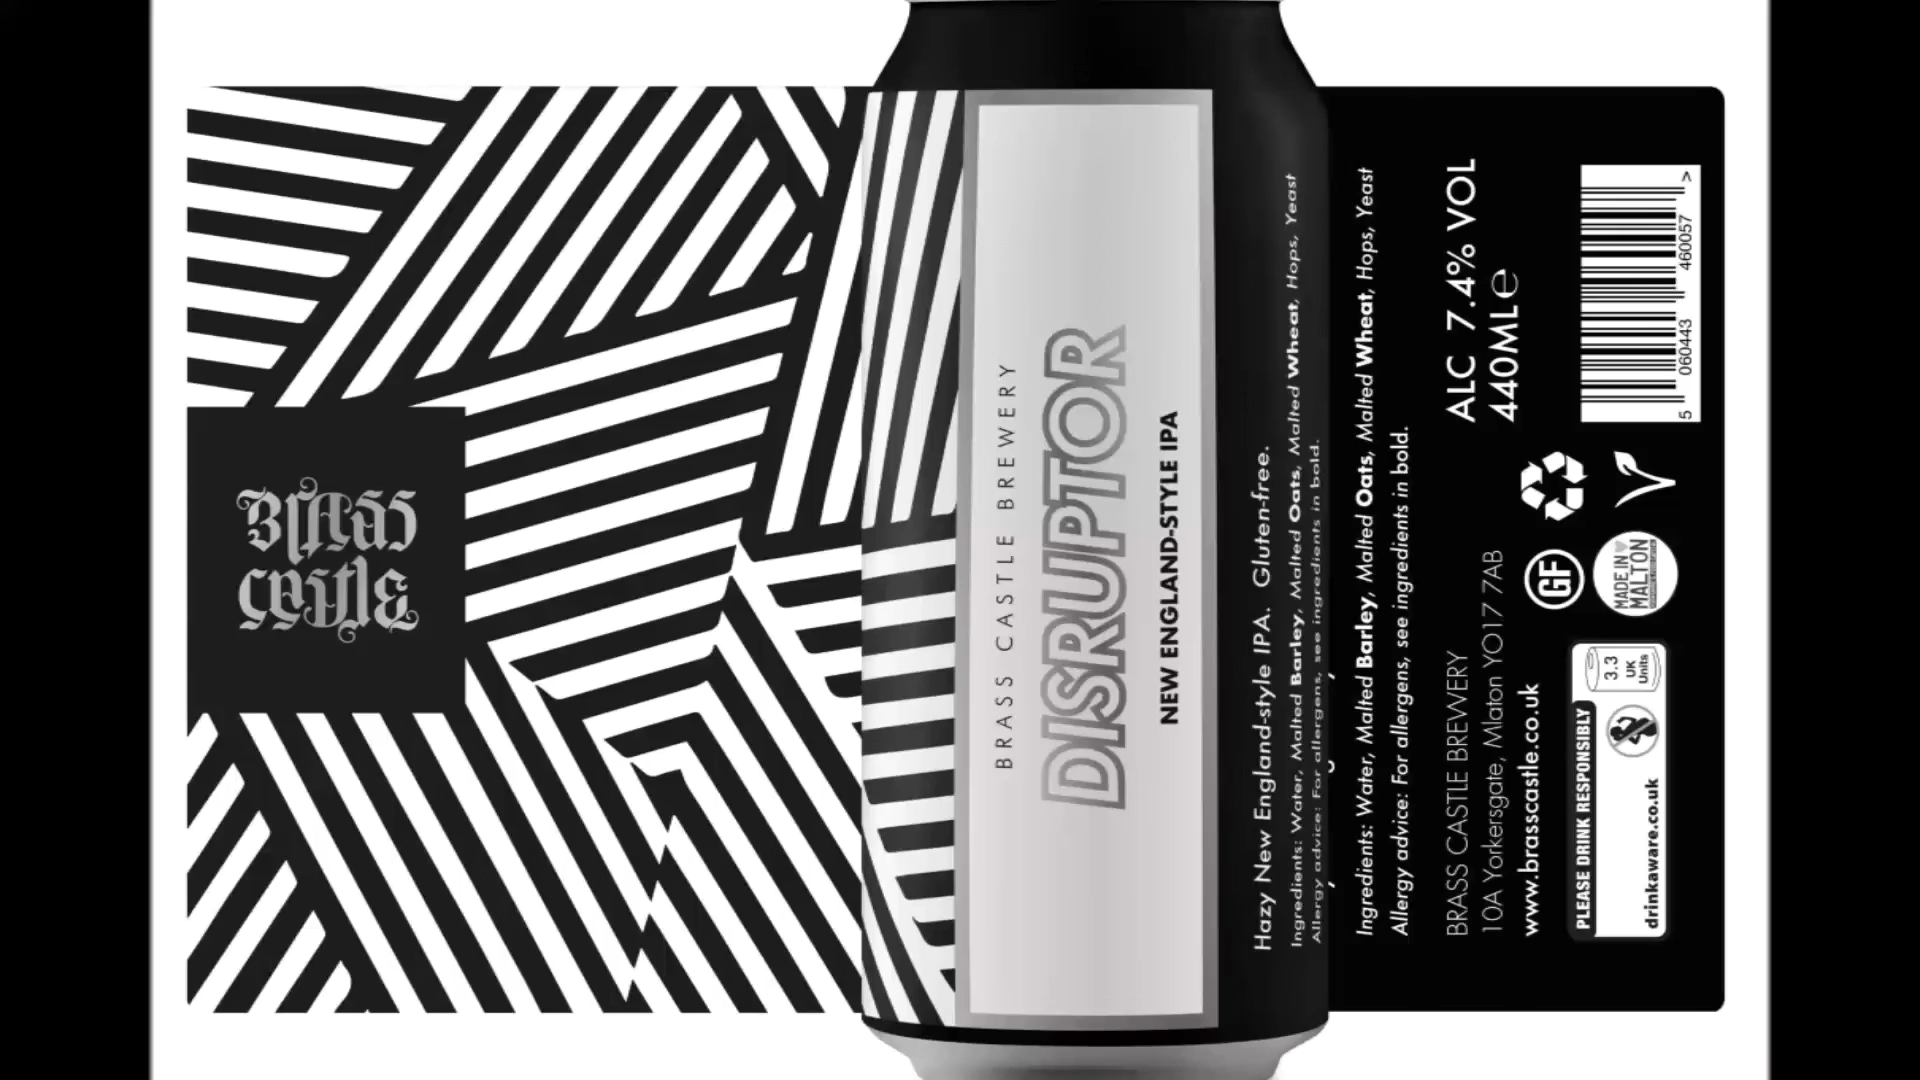 Brass
Castle
BRASS CASTLE BREWERY
DISRUPTOR
NEW ENGLAND-STYLE IPA
Hazy New England-style IPA. Gluten-free.
Ingredients: Water, Malted Barley, Malted Oats, Malted Wheat, Hops, Yeast
Allergy advice: For allergens, see ingredients in bold.
Ingredients: Water, Malted Barley, Malted Oats, Malted Wheat, Hops, Yeast
Allergy advice: For allergens, see ingredients in bold.
ALC 7.4% VOL
440ML e
BRASS CASTLE BREWERY
10A Yorkersgate, Mlaton YO17 7AB
www.brasscastle.co.uk
5 060443 460057 >
GF
MADE IN
MALTON
PLEASE DRINK RESPONSIBLY
3.3
UK
Units
drinkaware.co.uk